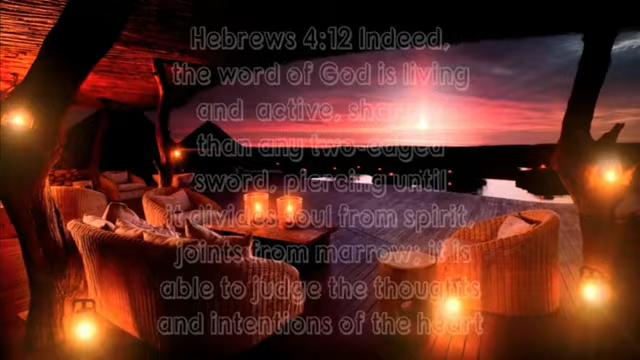 Hebrews 4:12 Indeed,
the word of God is living
and active, sharper
than any two-edged
sword, piercing until
it divides soul from spirit,
joints from marrow; it is
able to judge the thoughts
and intentions of the heart